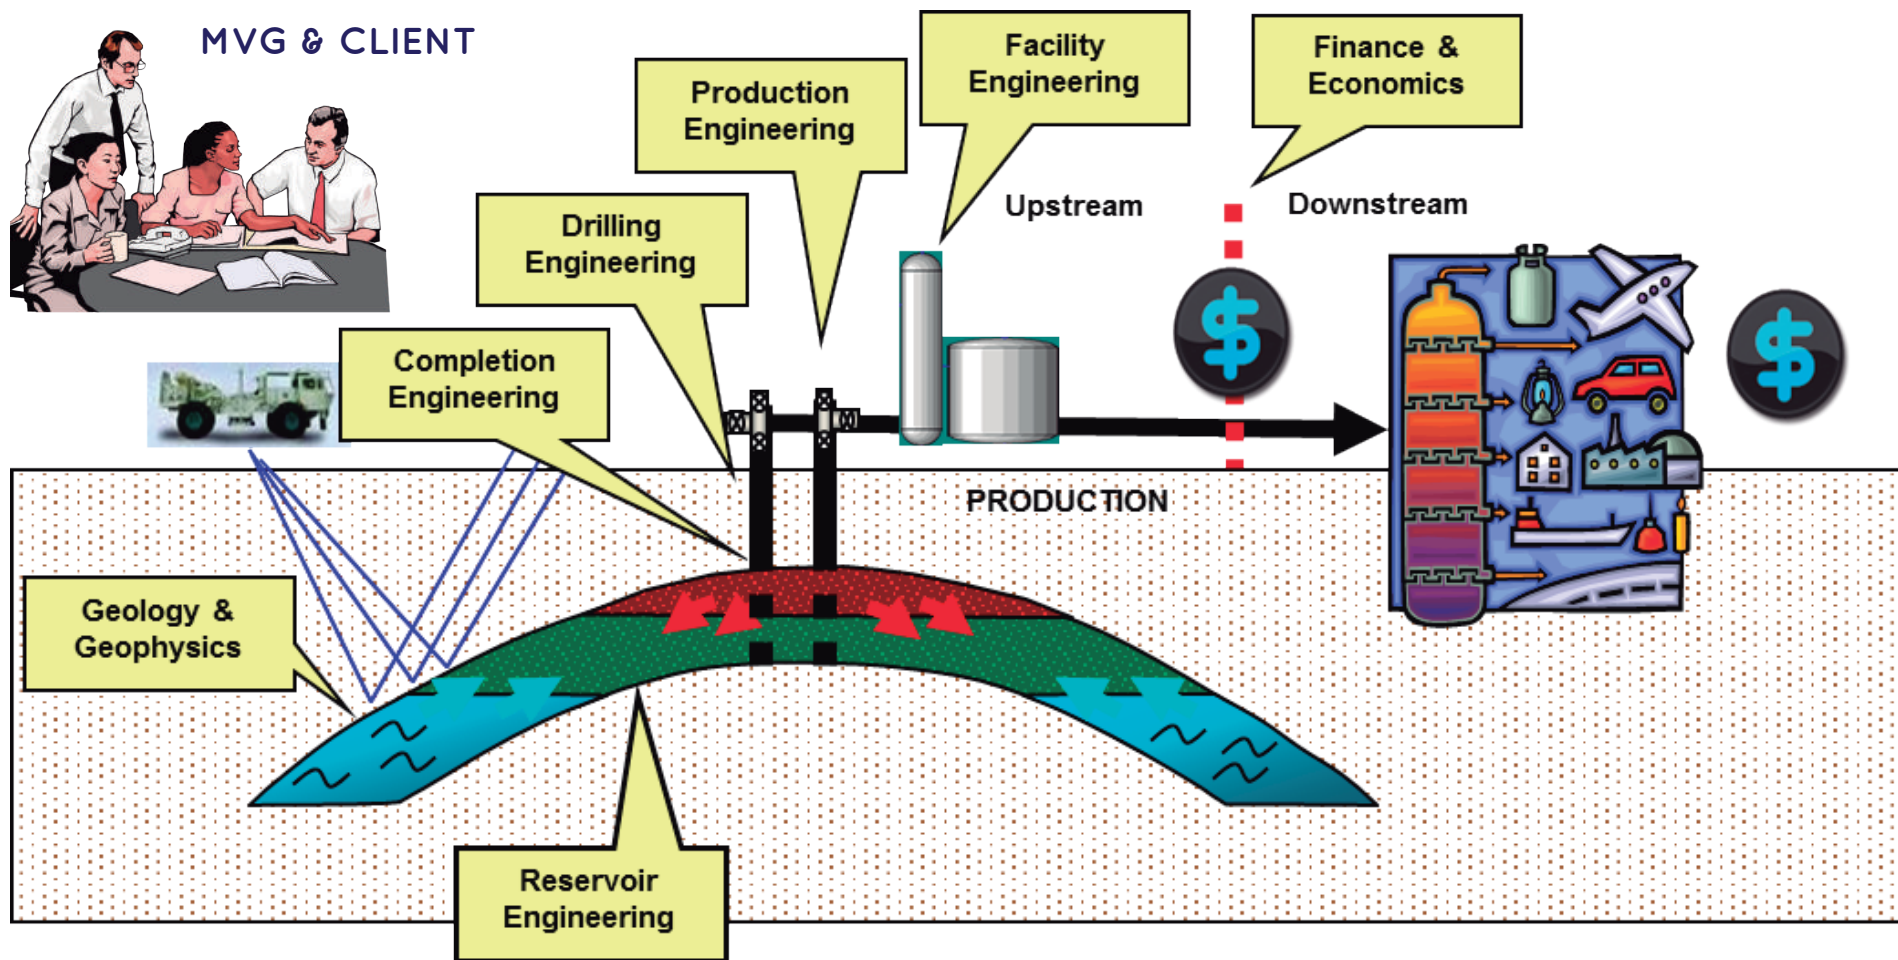 MVG & CLIENT
Facility
Engineering
Finance &
Economics
Production
Engineering
Upstream
Downstream
Drilling
Engineering
Completion
Engineering
PRODUCTION
Geology &
Geophysics
Reservoir
Engineering